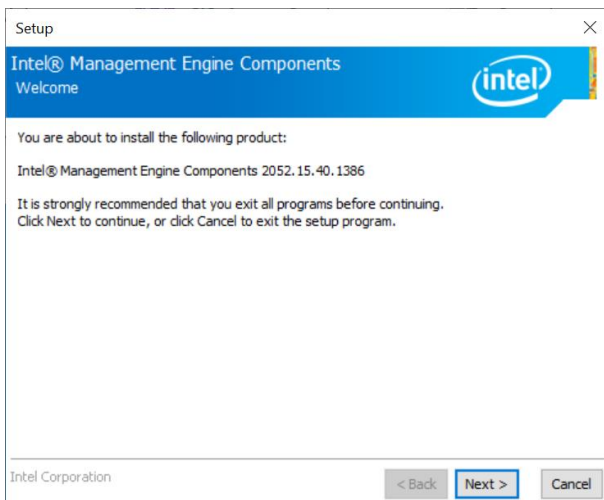 Setup
Intel® Management Engine Components
Welcome
intel
You are about to install the following product:
Intel® Management Engine Components 2052.15.40.1386
It is strongly recommended that you exit all programs before continuing.
Click Next to continue, or click Cancel to exit the setup program.
Intel Corporation
< Back Next > Cancel